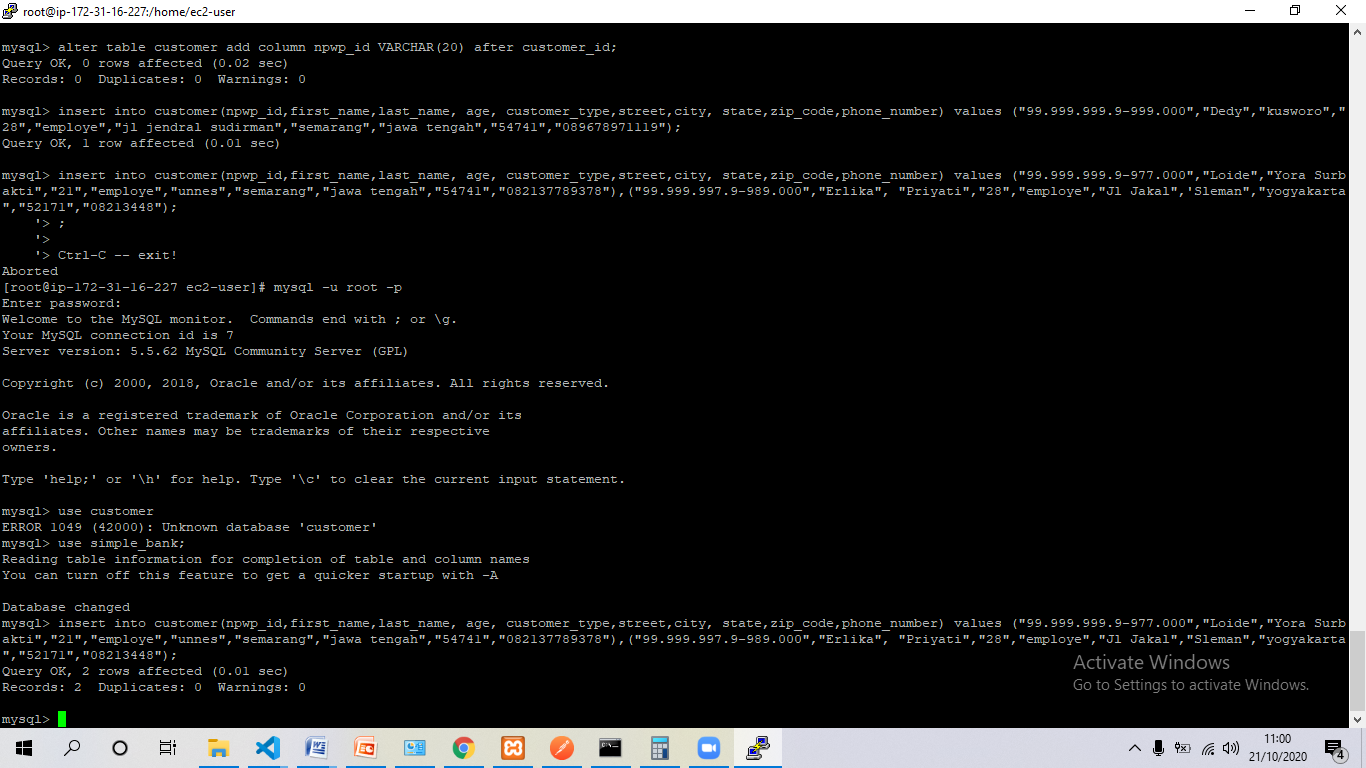 root@ip-172-31-16-227:/home/ec2-user
mysql> alter table customer add column npwp_id VARCHAR(20) after customer_id;
Query OK, 0 rows affected (0.02 sec)
Records: 0  Duplicates: 0  Warnings: 0
mysql> insert into customer(npwp_id,first_name,last_name, age, customer_type,street,city, state,zip_code,phone_number) values ("99.999.999.9-999.000","Dedy","kusworo","
28","employe","jl jendral sudirman","semarang","jawa tengah","54741","089678971119");
Query OK, 1 row affected (0.01 sec)
mysql> insert into customer(npwp_id,first_name,last_name, age, customer_type,street,city, state,zip_code,phone_number) values ("99.999.999.9-977.000","Loide","Yora Surb
akti","21","employe","unnes","semarang","jawa tengah","54741","082137789378"),("99.999.997.9-989.000","Erlika", "Priyati","28","employe","Jl Jakal",'Sleman","yogyakarta
","52171","08213448");
'> ;
'>
'> Ctrl-C -- exit!
Aborted
[root@ip-172-31-16-227 ec2-user]# mysql -u root -p
Enter password:
Welcome to the MySQL monitor.  Commands end with ; or \g.
Your MySQL connection id is 7
Server version: 5.5.62 MySQL Community Server (GPL)
Copyright (c) 2000, 2018, Oracle and/or its affiliates. All rights reserved.
Oracle is a registered trademark of Oracle Corporation and/or its
affiliates. Other names may be trademarks of their respective
owners.
Type 'help;' or '\h' for help. Type '\c' to clear the current input statement.
mysql> use customer
ERROR 1049 (42000): Unknown database 'customer'
mysql> use simple_bank;
Reading table information for completion of table and column names
You can turn off this feature to get a quicker startup with -A
Database changed
mysql> insert into customer(npwp_id,first_name,last_name, age, customer_type,street,city, state,zip_code,phone_number) values ("99.999.999.9-977.000","Loide","Yora Surb
akti","21","employe","unnes","semarang","jawa tengah","54741","082137789378"),("99.999.997.9-989.000","Erlika", "Priyati","28","employe","Jl Jakal","Sleman","yogyakarta
","52171","08213448");
Query OK, 2 rows affected (0.01 sec)
Records: 2  Duplicates: 0  Warnings: 0
mysql>
Activate Windows
Go to Settings to activate Windows.
11:00
21/10/2020
4